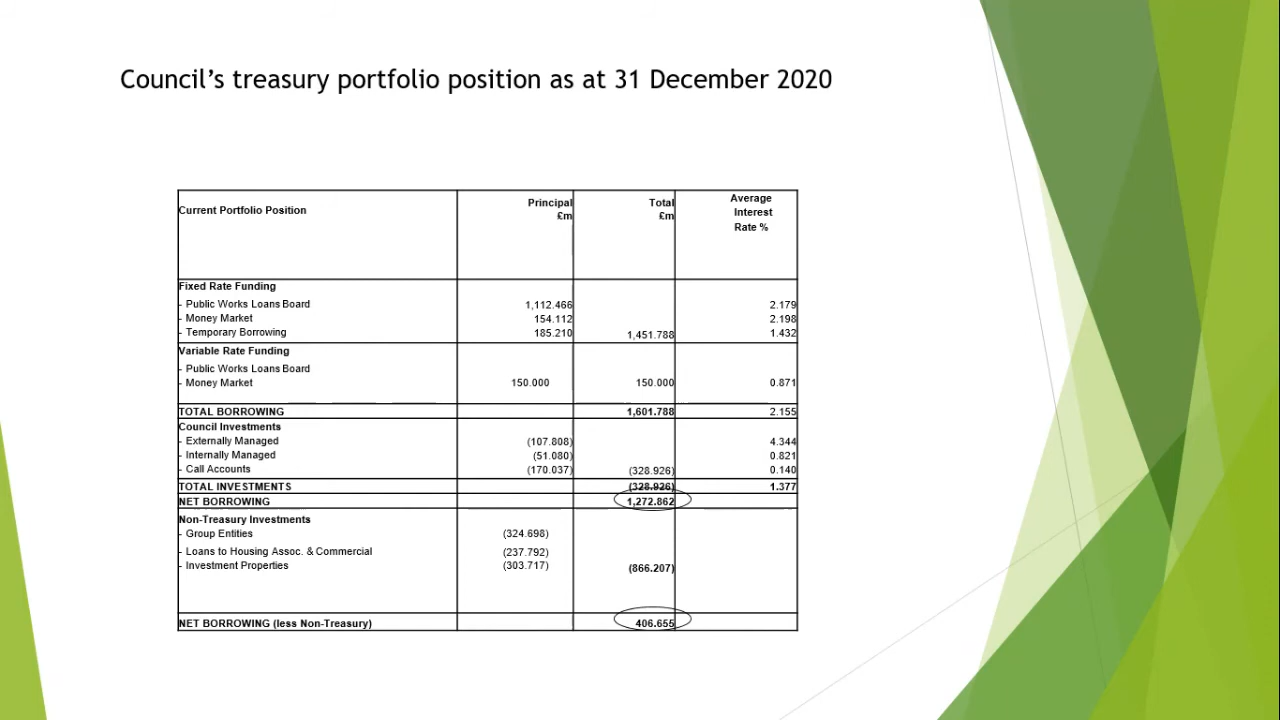 Council’s treasury portfolio position as at 31 December 2020
Current Portfolio Position Principal £m Total £m Average Interest Rate %
Fixed Rate Funding
- Public Works Loans Board 1,112.466 2.179
- Money Market 154.112 2.198
- Temporary Borrowing 185.210 1,451.788 1.432
Variable Rate Funding
- Public Works Loans Board
- Money Market 150.000 150.000 0.871
TOTAL BORROWING 1,601.788 2.155
Council Investments
- Externally Managed (107.808) 4.344
- Internally Managed (51.080) 0.821
- Call Accounts (170.037) (328.926) 0.140
TOTAL INVESTMENTS (328.926) 1.377
NET BORROWING 1,272.862
Non-Treasury Investments
- Group Entities (324.698)
- Loans to Housing Assoc. & Commercial (237.792)
- Investment Properties (303.717) (866.207)
NET BORROWING (less Non-Treasury) 406.655